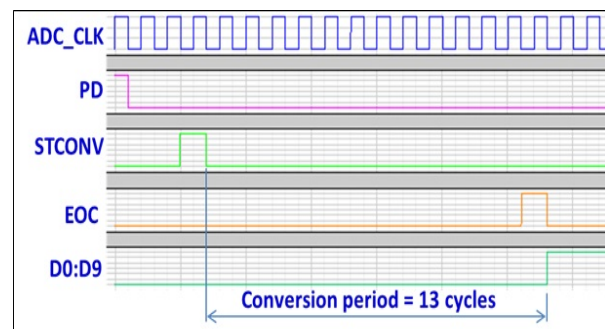 ADC_CLK
PD
STCONV
EOC
D0:D9
Conversion period = 13 cycles